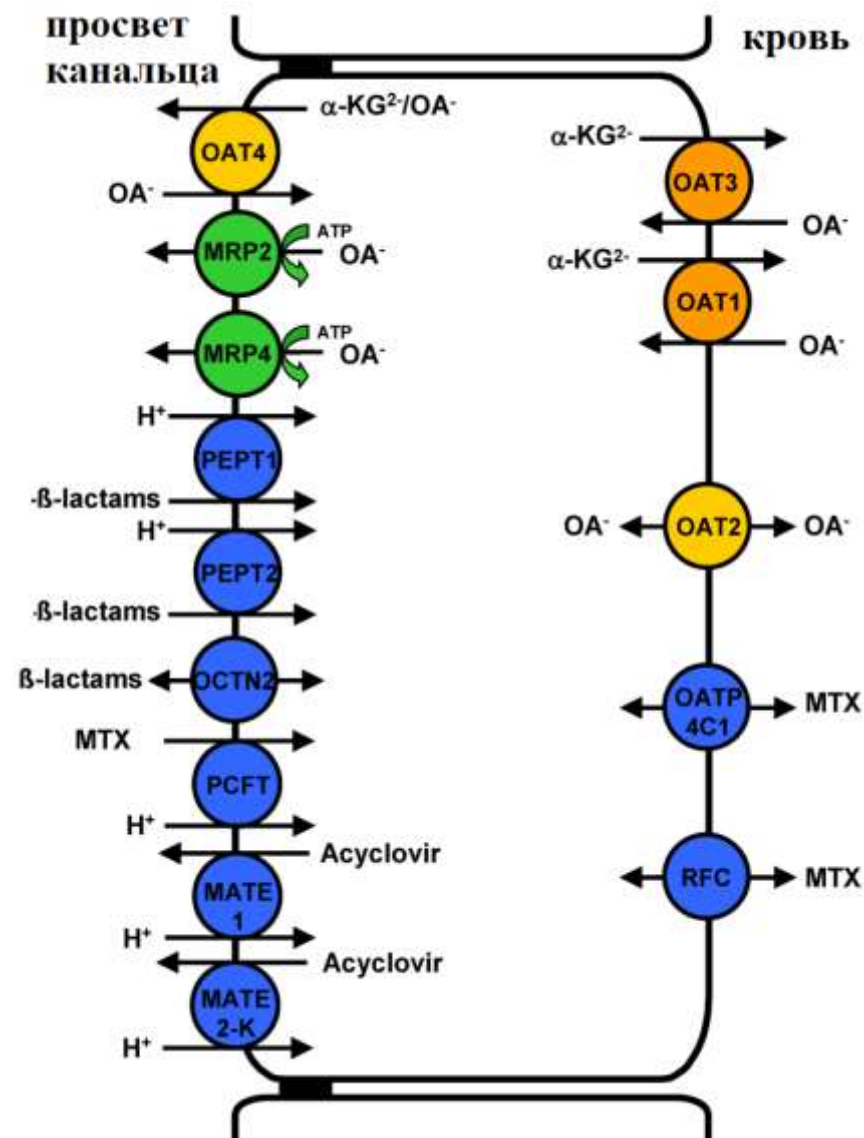 просвет
канальца
кровь
α-KG²⁻/OA⁻
OAT4
OA⁻
MRP2
ATP
OA⁻
MRP4
ATP
OA⁻
H⁺
PEPT1
-ß-lactams
H⁺
PEPT2
-ß-lactams
ß-lactams
OCTN2
MTX
PCFT
H⁺
Acyclovir
MATE
1
H⁺
Acyclovir
MATE
2-K
H⁺
α-KG²⁻
OAT3
OA⁻
α-KG²⁻
OAT1
OA⁻
OA⁻
OAT2
OA⁻
OATP
4C1
MTX
RFC
MTX